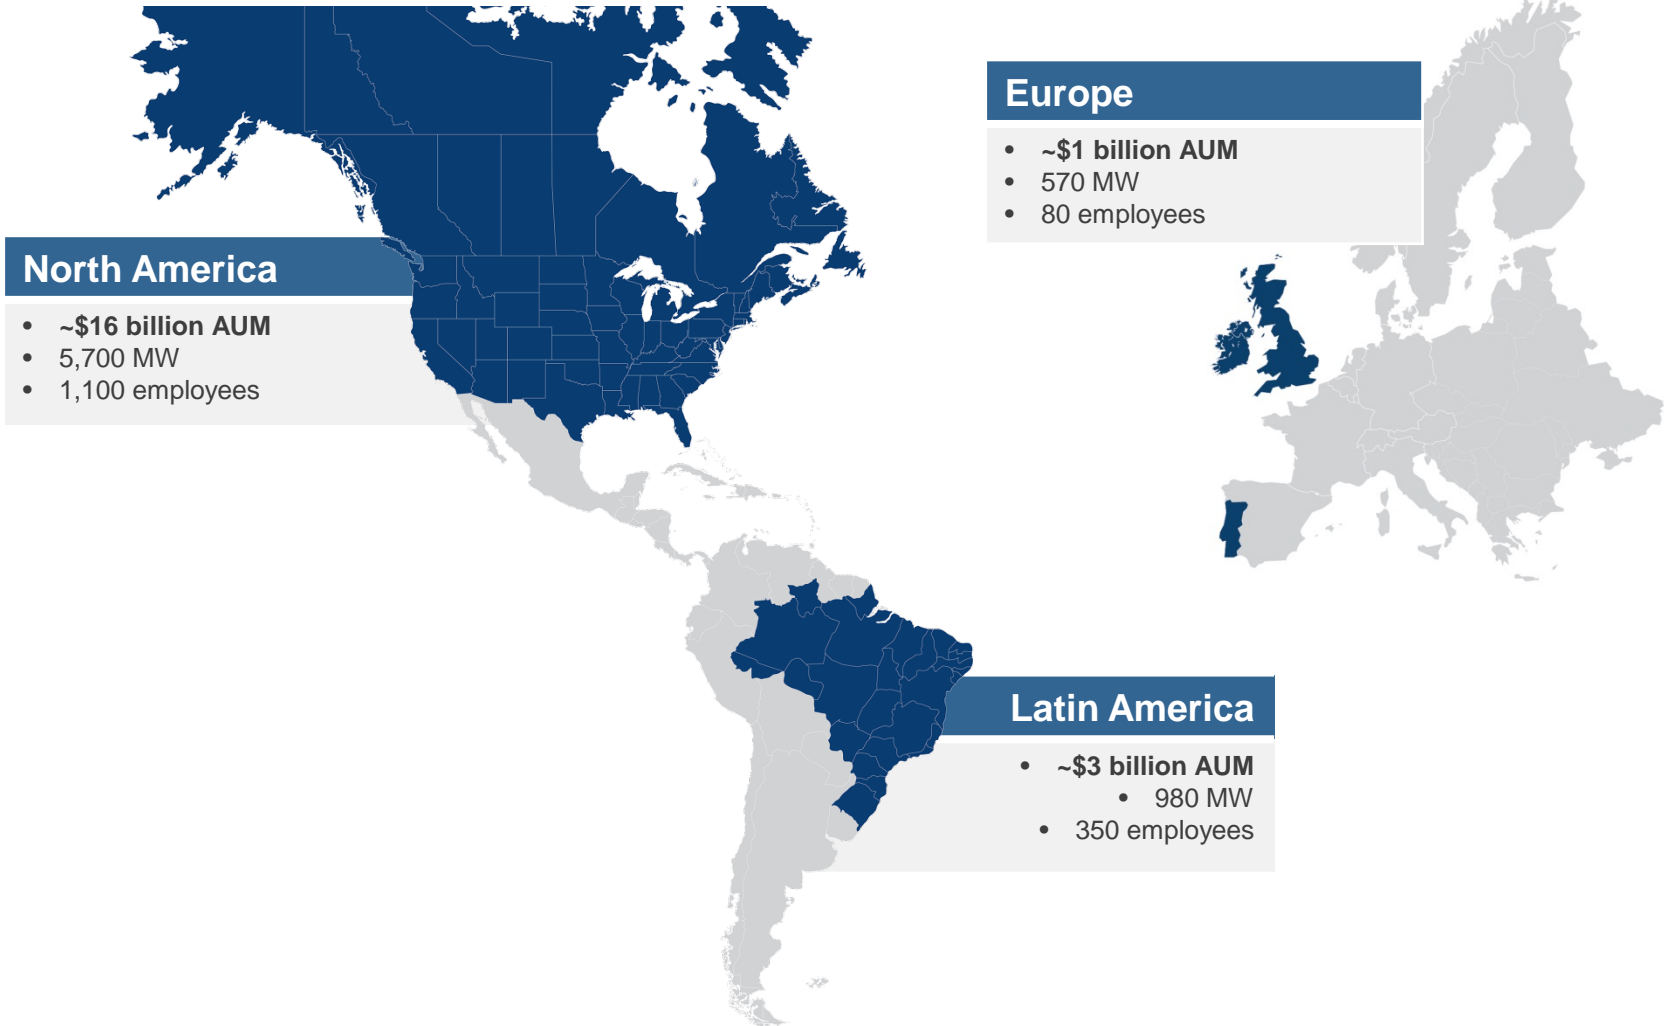 Europe
• ~$1 billion AUM
• 570 MW
• 80 employees
North America
• ~$16 billion AUM
• 5,700 MW
• 1,100 employees
Latin America
• ~$3 billion AUM
• 980 MW
• 350 employees